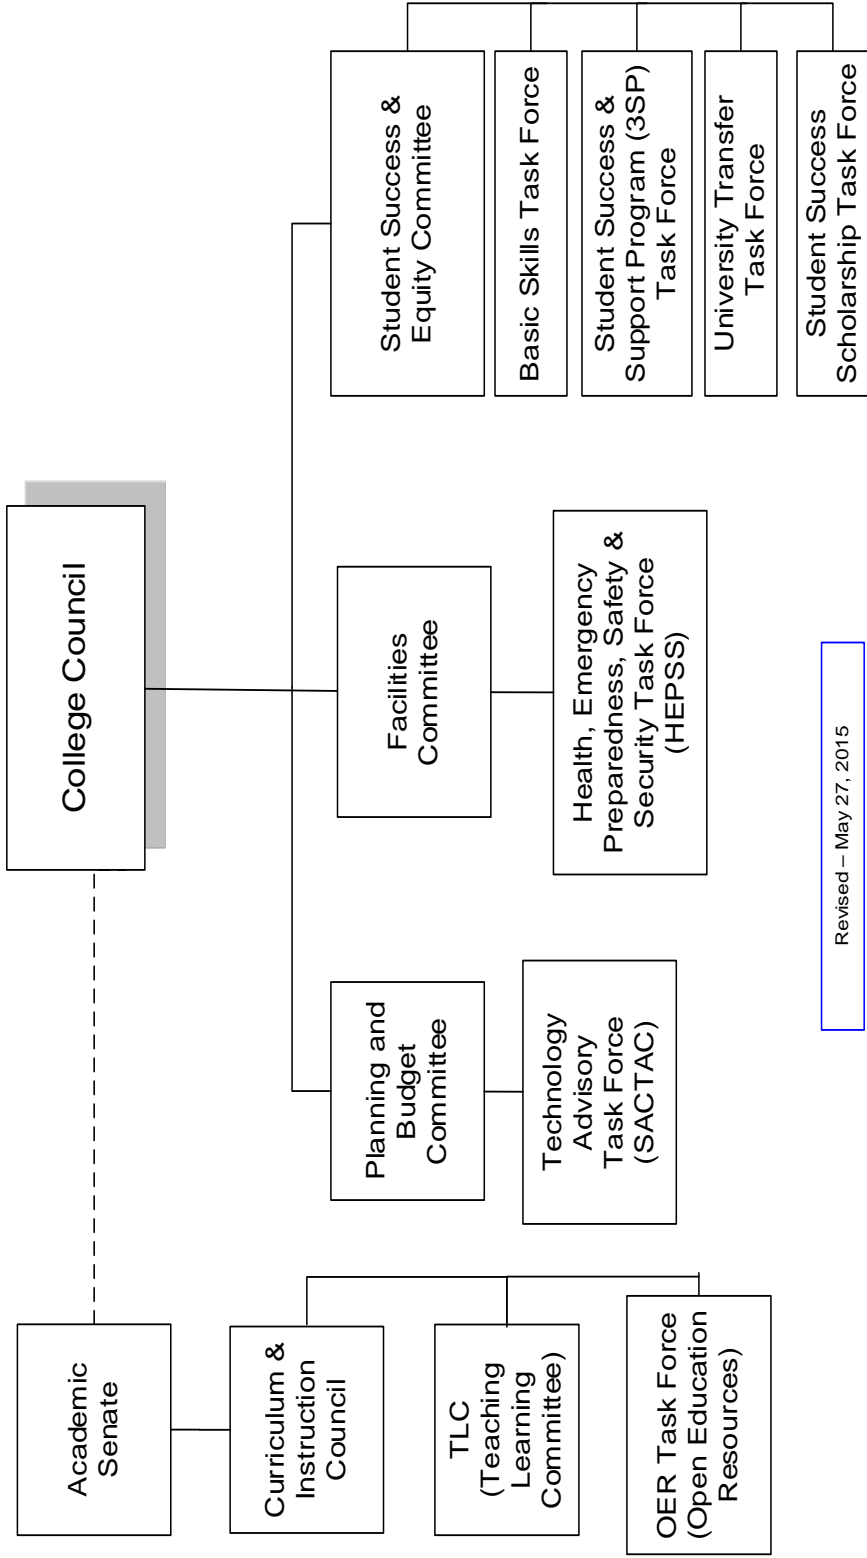 College Council
Academic
Senate
Curriculum &
Instruction
Council
TLC
(Teaching
Learning
Committee)
OER Task Force
(Open Education
Resources)
Planning and
Budget
Committee
Technology
Advisory
Task Force
(SACTAC)
Facilities
Committee
Health, Emergency
Preparedness, Safety &
Security Task Force
(HEPSS)
Student Success &
Equity Committee
Basic Skills Task Force
Student Success &
Support Program (3SP)
Task Force
University Transfer
Task Force
Student Success
Scholarship Task Force
Revised – May 27, 2015